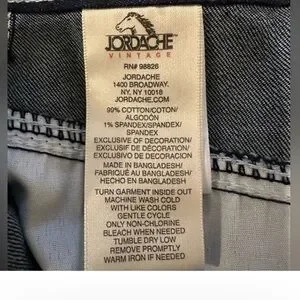 JORDACHE
VINTAGE
RN# 98826
JORDACHE
1400 BROADWAY.
NY, NY 10018
JORDACHE.COM
99% COTTON/COTON/
ALGODÓN
1% SPANDEX/SPANDEX/
SPANDEX
EXCLUSIVE OF DECORATION/
EXCLUSIF DE DÉCORATION/
EXCLUSIVO DE DECORACION
MADE IN BANGLADESH/
FABRIQUÉ AU BANGLADESH/
HECHO EN BANGLADESH
TURN GARMENT INSIDE OUT
MACHINE WASH COLD
WITH LIKE COLORS
GENTLE CYCLE
ONLY NON-CHLORINE
BLEACH WHEN NEEDED
TUMBLE DRY LOW
REMOVE PROMPTLY
WARM IRON IF NEEDED